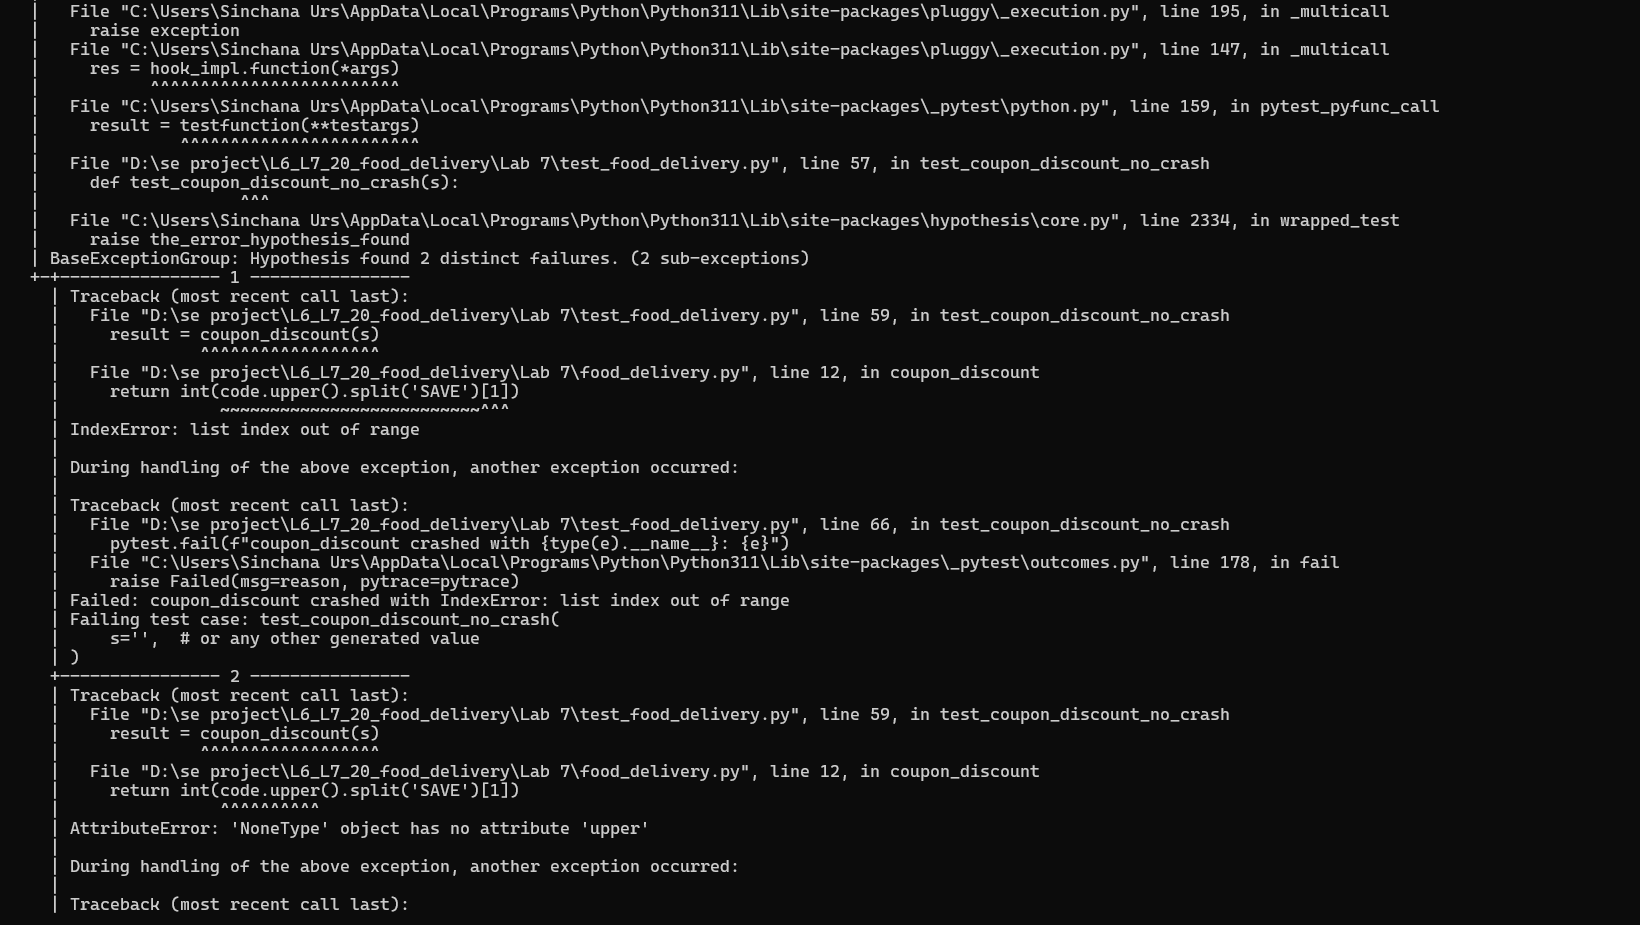 |   File "C:\Users\Sinchana Urs\AppData\Local\Programs\Python\Python311\Lib\site-packages\pluggy\_execution.py", line 195, in _multicall
|     raise exception
|   File "C:\Users\Sinchana Urs\AppData\Local\Programs\Python\Python311\Lib\site-packages\pluggy\_execution.py", line 147, in _multicall
|     res = hook_impl.function(*args)
|           ^^^^^^^^^^^^^^^^^^^^^^^^^
|   File "C:\Users\Sinchana Urs\AppData\Local\Programs\Python\Python311\Lib\site-packages\_pytest\python.py", line 159, in pytest_pyfunc_call
|     result = testfunction(**testargs)
|              ^^^^^^^^^^^^^^^^^^^^^^^^
|   File "D:\se project\L6_L7_20_food_delivery\Lab 7\test_food_delivery.py", line 57, in test_coupon_discount_no_crash
|     def test_coupon_discount_no_crash(s):
|                    ^^^
|   File "C:\Users\Sinchana Urs\AppData\Local\Programs\Python\Python311\Lib\site-packages\hypothesis\core.py", line 2334, in wrapped_test
|     raise the_error_hypothesis_found
| BaseExceptionGroup: Hypothesis found 2 distinct failures. (2 sub-exceptions)
+-+---------------- 1 ----------------
  | Traceback (most recent call last):
  |   File "D:\se project\L6_L7_20_food_delivery\Lab 7\test_food_delivery.py", line 59, in test_coupon_discount_no_crash
  |     result = coupon_discount(s)
  |              ^^^^^^^^^^^^^^^^^^
  |   File "D:\se project\L6_L7_20_food_delivery\Lab 7\food_delivery.py", line 12, in coupon_discount
  |     return int(code.upper().split('SAVE')[1])
  |                ~~~~~~~~~~~~~~~~~~~~~~~~~~^^^
  | IndexError: list index out of range
  |
  | During handling of the above exception, another exception occurred:
  |
  | Traceback (most recent call last):
  |   File "D:\se project\L6_L7_20_food_delivery\Lab 7\test_food_delivery.py", line 66, in test_coupon_discount_no_crash
  |     pytest.fail(f"coupon_discount crashed with {type(e).__name__}: {e}")
  |   File "C:\Users\Sinchana Urs\AppData\Local\Programs\Python\Python311\Lib\site-packages\_pytest\outcomes.py", line 178, in fail
  |     raise Failed(msg=reason, pytrace=pytrace)
  | Failed: coupon_discount crashed with IndexError: list index out of range
  | Failing test case: test_coupon_discount_no_crash(
  |     s='',  # or any other generated value
  | )
  +---------------- 2 ----------------
  | Traceback (most recent call last):
  |   File "D:\se project\L6_L7_20_food_delivery\Lab 7\test_food_delivery.py", line 59, in test_coupon_discount_no_crash
  |     result = coupon_discount(s)
  |              ^^^^^^^^^^^^^^^^^^
  |   File "D:\se project\L6_L7_20_food_delivery\Lab 7\food_delivery.py", line 12, in coupon_discount
  |     return int(code.upper().split('SAVE')[1])
  |                ^^^^^^^^^^
  | AttributeError: 'NoneType' object has no attribute 'upper'
  |
  | During handling of the above exception, another exception occurred:
  |
  | Traceback (most recent call last):